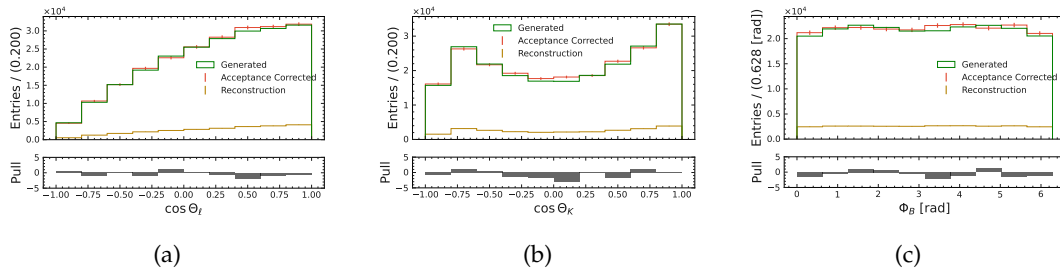 ×10⁴
3.0
2.5
2.0
1.5
1.0
0.5
0.0
Entries / (0.200)
Generated
Acceptance Corrected
Reconstruction
5
0
−5
Pull
−1.00 −0.75 −0.50 −0.25 0.00 0.25 0.50 0.75 1.00
cos Θℓ
(a)
×10⁴
3
2
1
0
Entries / (0.200)
Generated
Acceptance Corrected
Reconstruction
5
0
−5
Pull
−1.00 −0.75 −0.50 −0.25 0.00 0.25 0.50 0.75 1.00
cos ΘK
(b)
×10⁴
2.0
1.5
1.0
0.5
0.0
Entries / (0.628 [rad])
Generated
Acceptance Corrected
Reconstruction
5
0
−5
Pull
0 1 2 3 4 5 6
ΦB [rad]
(c)